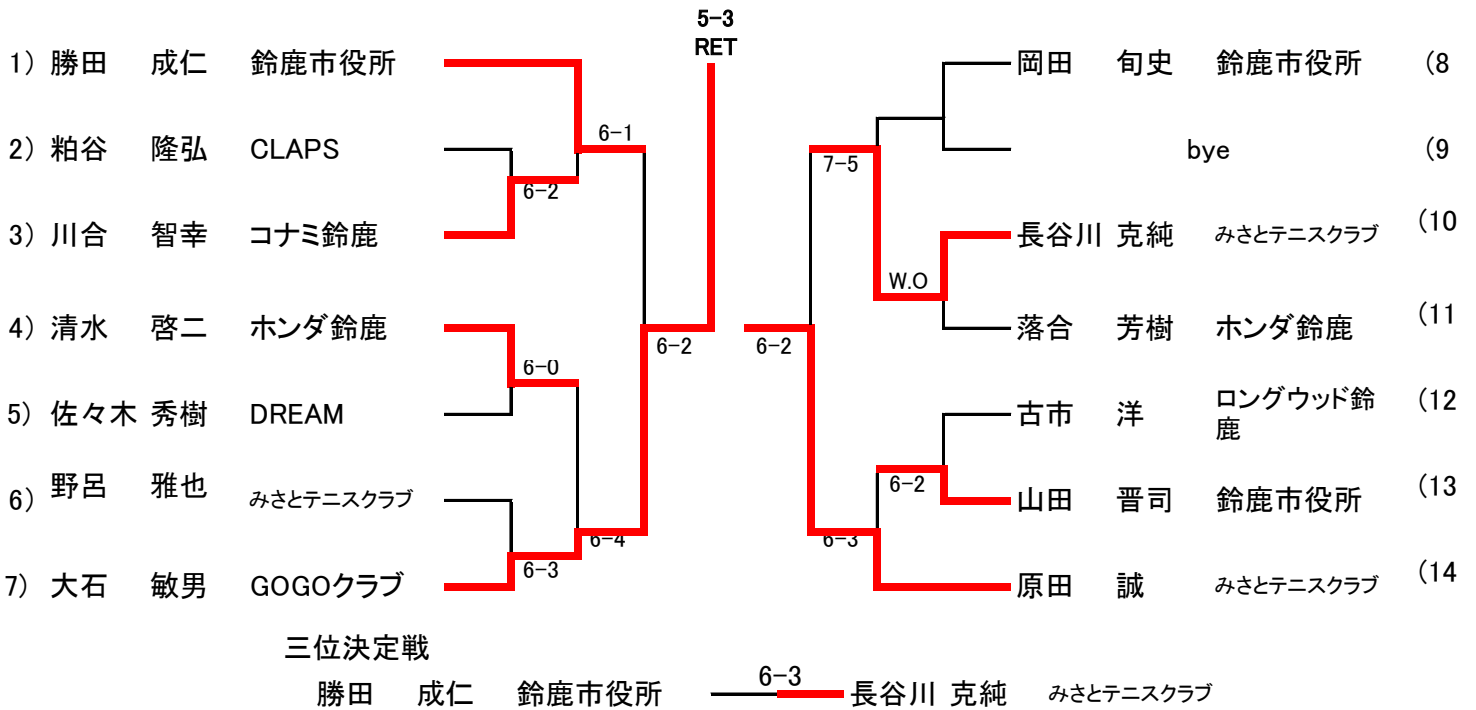 5-3
RET
1) 勝田 成仁 鈴鹿市役所
6-1
2) 粕谷 隆弘 CLAPS
6-2
3) 川合 智幸 コナミ鈴鹿
4) 清水 啓二 ホンダ鈴鹿
6-2
6-0
5) 佐々木 秀樹 DREAM
6) 野呂 雅也 みさとテニスクラブ
6-4
6-3
7) 大石 敏男 GOGOクラブ
岡田 旬史 鈴鹿市役所 (8
bye (9
7-5
長谷川 克純 みさとテニスクラブ (10
W.O
落合 芳樹 ホンダ鈴鹿 (11
6-2
古市 洋 ロングウッド鈴
鹿 (12
6-2
山田 晋司 鈴鹿市役所 (13
6-3
原田 誠 みさとテニスクラブ (14
三位決定戦
勝田 成仁 鈴鹿市役所 6-3 長谷川 克純 みさとテニスクラブ